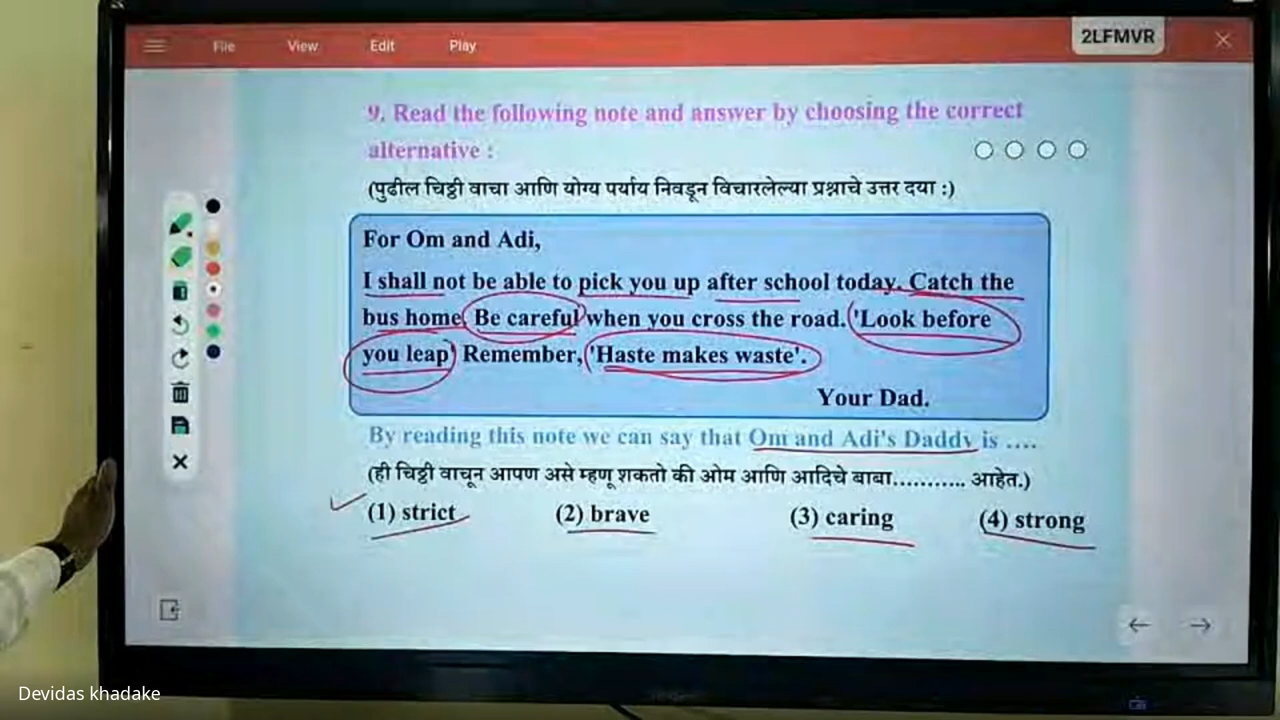 File View Edit Play 2LFMVR
9. Read the following note and answer by choosing the correct
alternative :
(पुढील चिठ्ठी वाचा आणि योग्य पर्याय निवडून विचारलेल्या प्रश्नाचे उत्तर दया :)
For Om and Adi,
I shall not be able to pick you up after school today. Catch the
bus home. Be careful when you cross the road. 'Look before
you leap' Remember, 'Haste makes waste'.
Your Dad.
By reading this note we can say that Om and Adi's Daddy is ....
(ही चिठ्ठी वाचून आपण असे म्हणू शकतो की ओम आणि आदिचे बाबा........... आहेत.)
(1) strict (2) brave (3) caring (4) strong
Devidas khadake